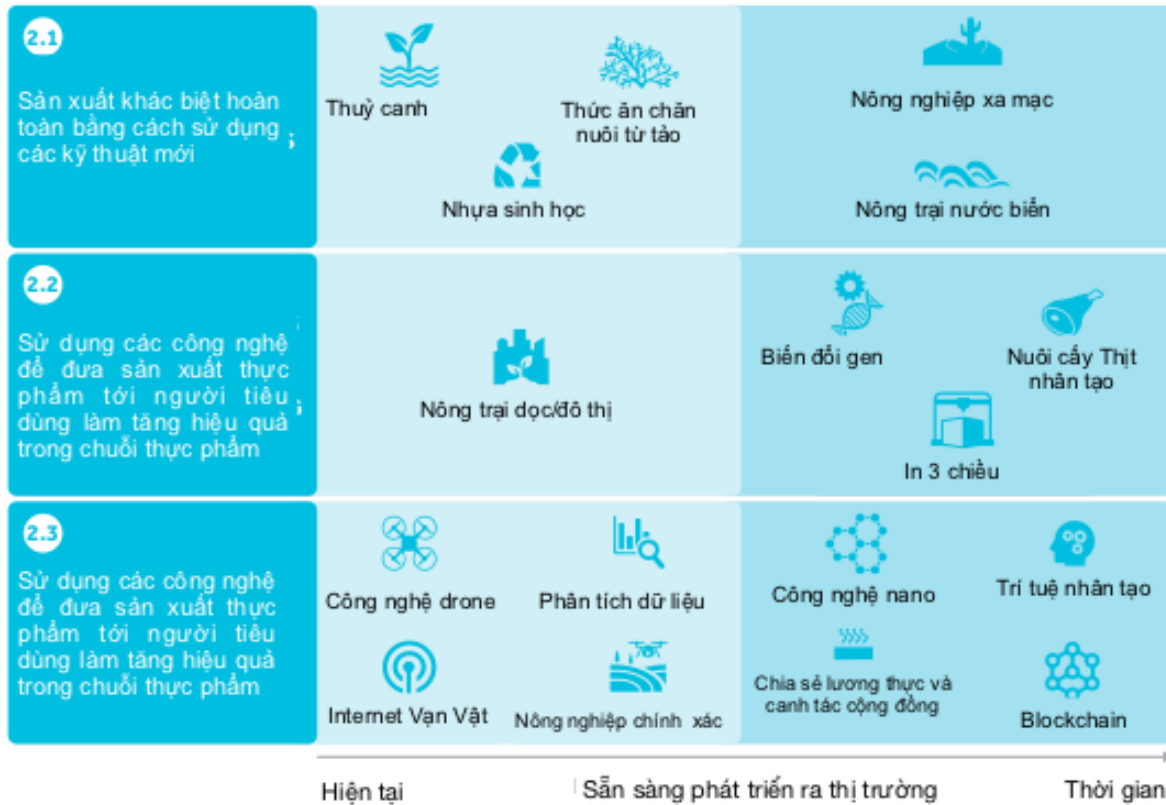 2.1
Sản xuất khác biệt hoàn
toàn bằng cách sử dụng ;
các kỹ thuật mới
Thuỷ canh
Thức ăn chăn
nuôi từ tảo
Nhựa sinh học
Nông nghiệp xa mạc
Nông trại nước biển
2.2
Sử dụng các công nghệ
để đưa sản xuất thực
phẩm tới người tiêu ;
dùng làm tăng hiệu quả
trong chuỗi thực phẩm
Nông trại dọc/đô thị
Biến đổi gen
Nuôi cấy Thịt
nhân tạo
In 3 chiều
2.3
Sử dụng các công nghệ
để đưa sản xuất thực
phẩm tới người tiêu
dùng làm tăng hiệu quả
trong chuỗi thực phẩm
Công nghệ drone
Phân tích dữ liệu
Công nghệ nano
Trí tuệ nhân tạo
Internet Vạn Vật
Nông nghiệp chính xác
Chia sẻ lương thực và
canh tác cộng đồng
Blockchain
Hiện tại
Sẵn sàng phát triển ra thị trường
Thời gian